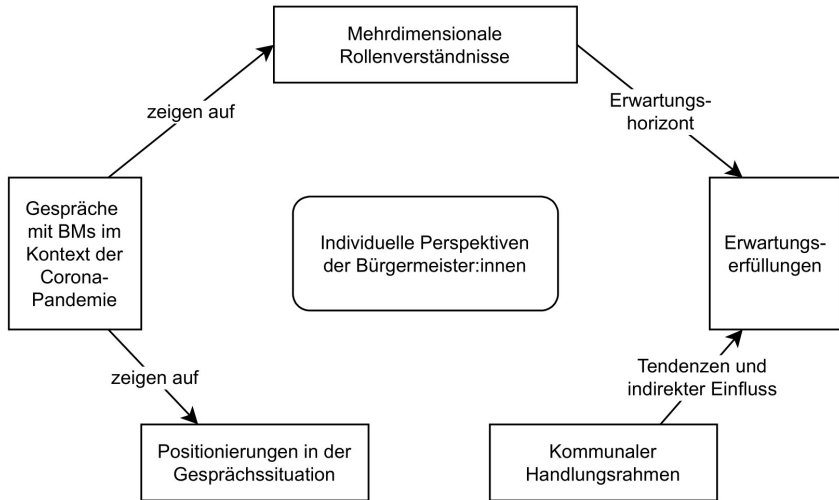 Mehrdimensionale
Rollenverständnisse
zeigen auf
Erwartungs-
horizont
Gespräche
mit BMs im
Kontext der
Corona-
Pandemie
Individuelle Perspektiven
der Bürgermeister:innen
Erwartungs-
erfüllungen
zeigen auf
Tendenzen und
indirekter Einfluss
Positionierungen in der
Gesprächssituation
Kommunaler
Handlungsrahmen